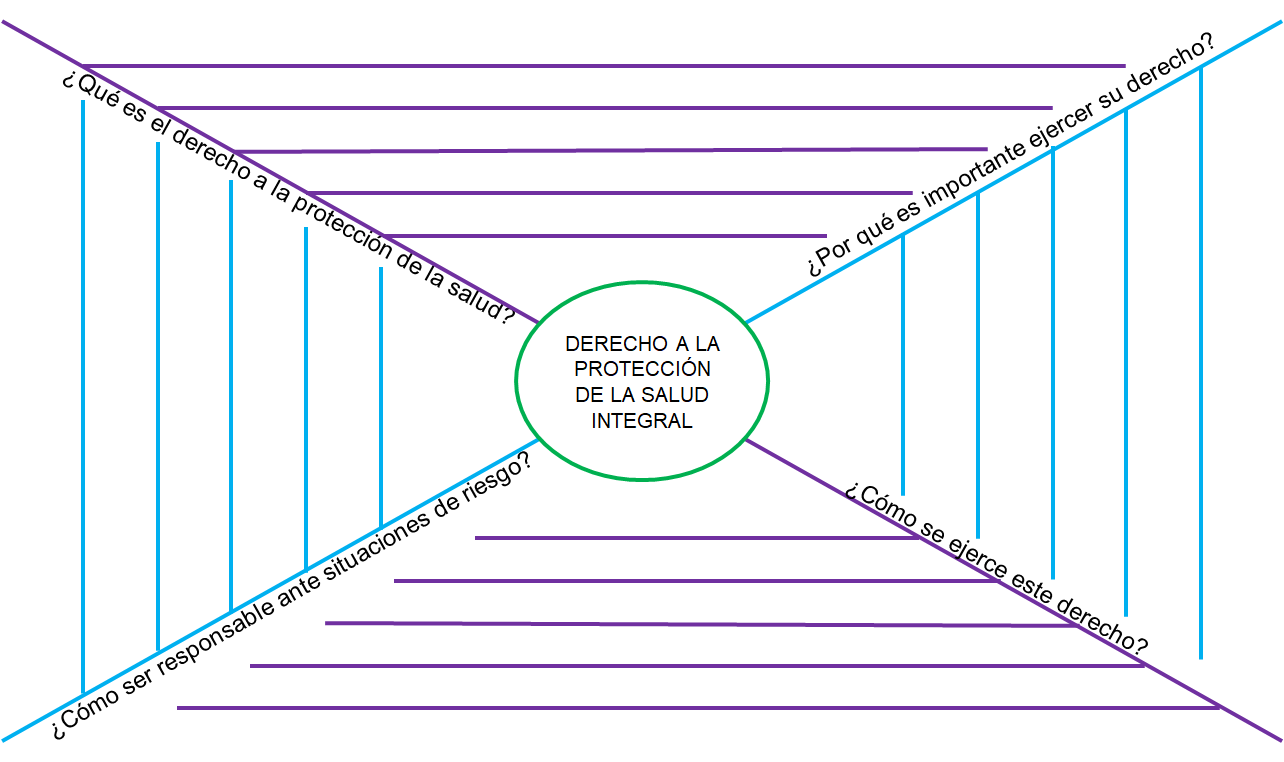 ¿Qué es el derecho a la protección de la salud?
¿Por qué es importante ejercer su derecho?
DERECHO A LA
PROTECCIÓN
DE LA SALUD
INTEGRAL
¿Cómo ser responsable ante situaciones de riesgo?
¿Cómo se ejerce este derecho?